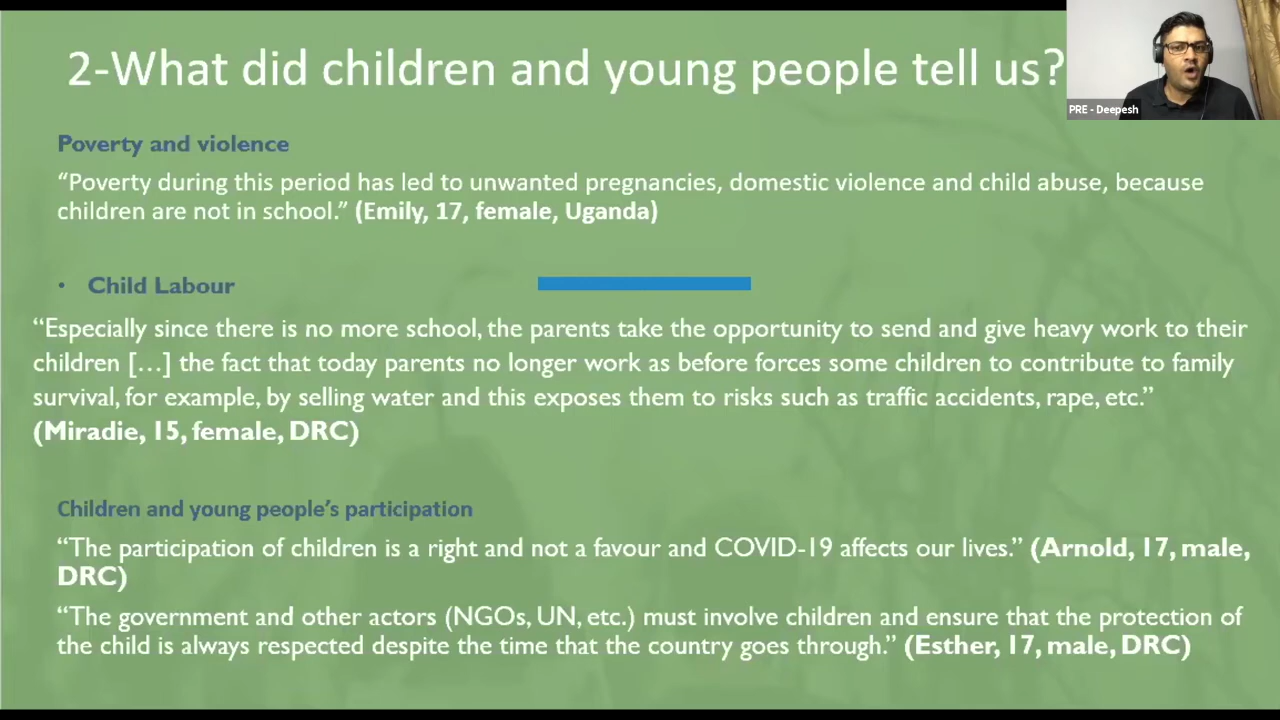 2-What did children and young people tell us?
PRE - Deepesh
Poverty and violence
“Poverty during this period has led to unwanted pregnancies, domestic violence and child abuse, because
children are not in school.” (Emily, 17, female, Uganda)
• Child Labour
“Especially since there is no more school, the parents take the opportunity to send and give heavy work to their
children […] the fact that today parents no longer work as before forces some children to contribute to family
survival, for example, by selling water and this exposes them to risks such as traffic accidents, rape, etc.”
(Miradie, 15, female, DRC)
Children and young people’s participation
“The participation of children is a right and not a favour and COVID-19 affects our lives.” (Arnold, 17, male,
DRC)
“The government and other actors (NGOs, UN, etc.) must involve children and ensure that the protection of
the child is always respected despite the time that the country goes through.” (Esther, 17, male, DRC)